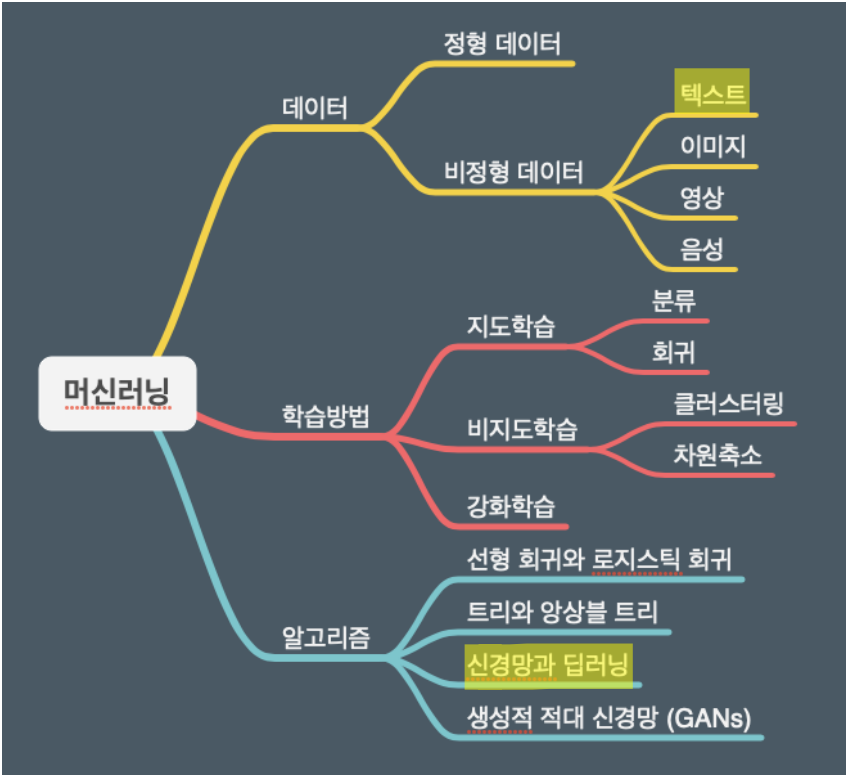 머신러닝
데이터
정형 데이터
비정형 데이터
텍스트
이미지
영상
음성
학습방법
지도학습
분류
회귀
비지도학습
클러스터링
차원축소
강화학습
알고리즘
선형 회귀와 로지스틱 회귀
트리와 앙상블 트리
신경망과 딥러닝
생성적 적대 신경망 (GANs)